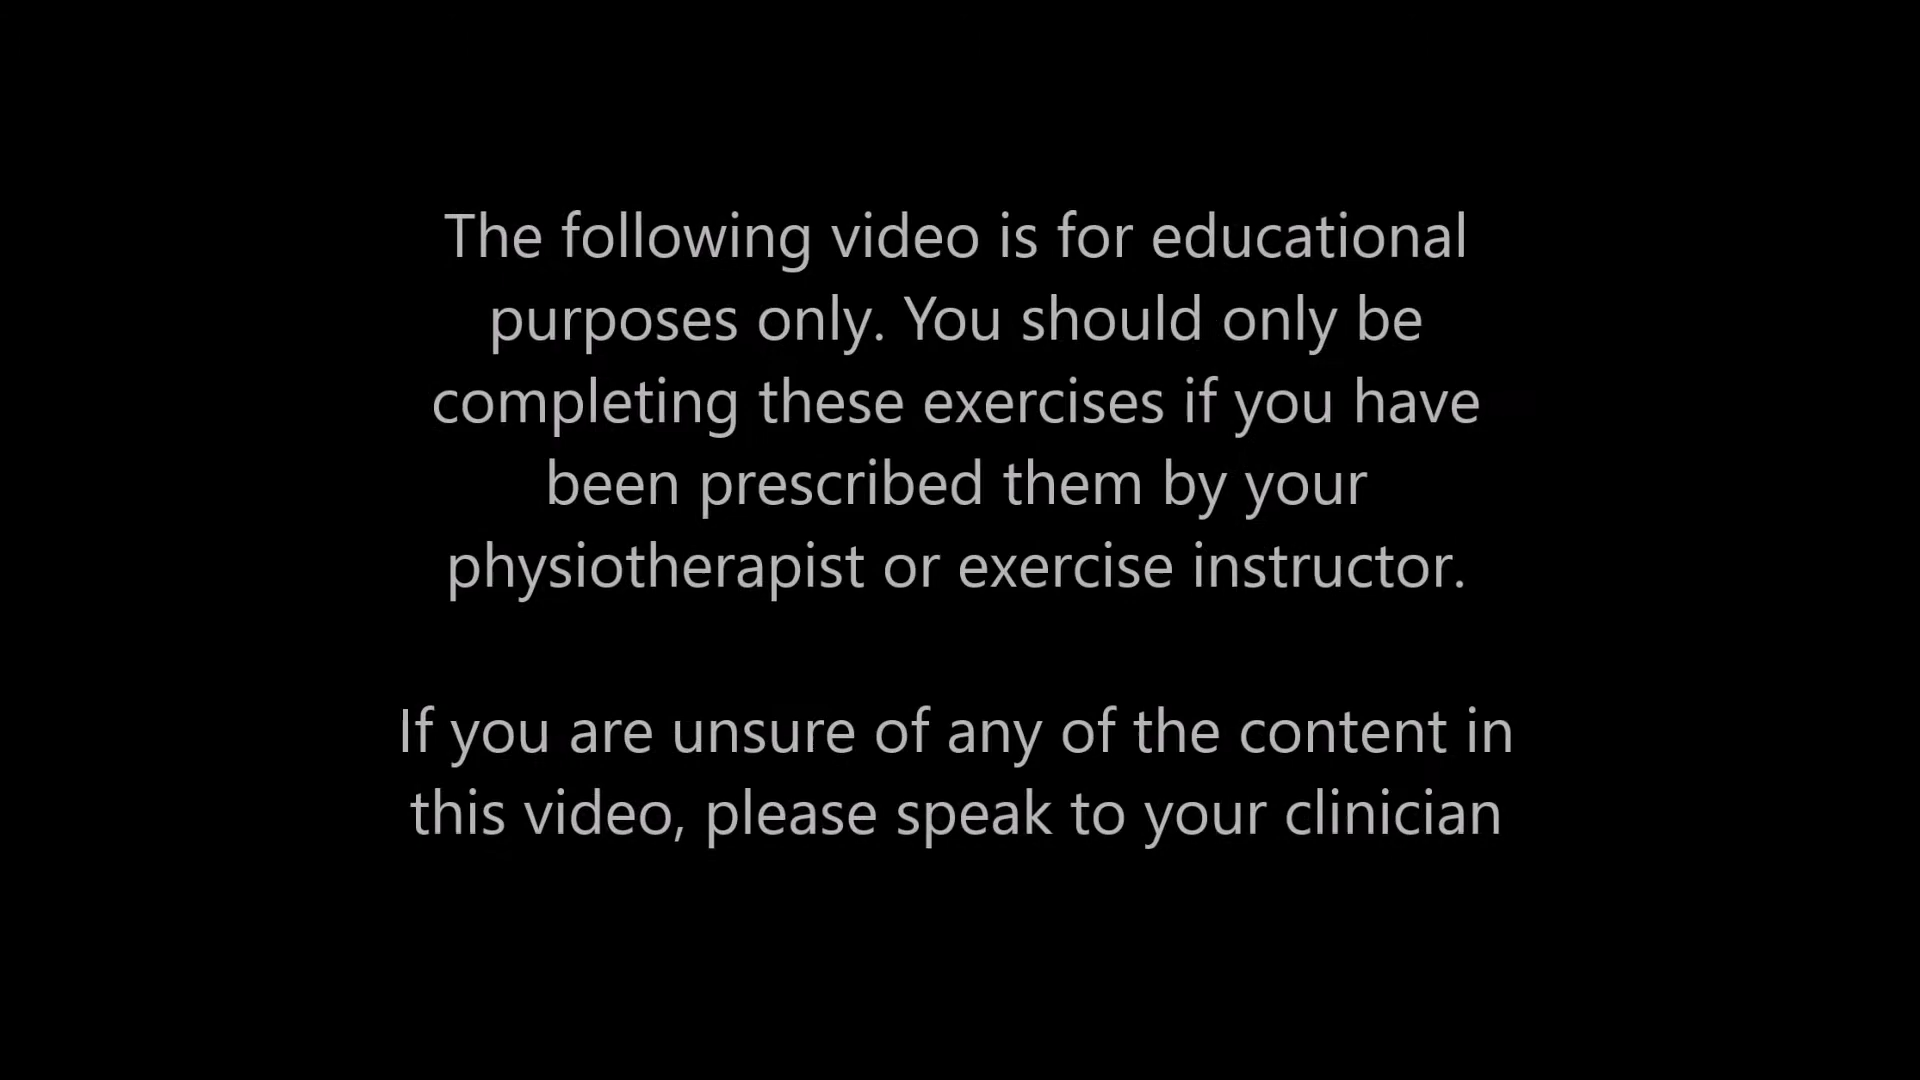 The following video is for educational
purposes only. You should only be
completing these exercises if you have
been prescribed them by your
physiotherapist or exercise instructor.
If you are unsure of any of the content in
this video, please speak to your clinician